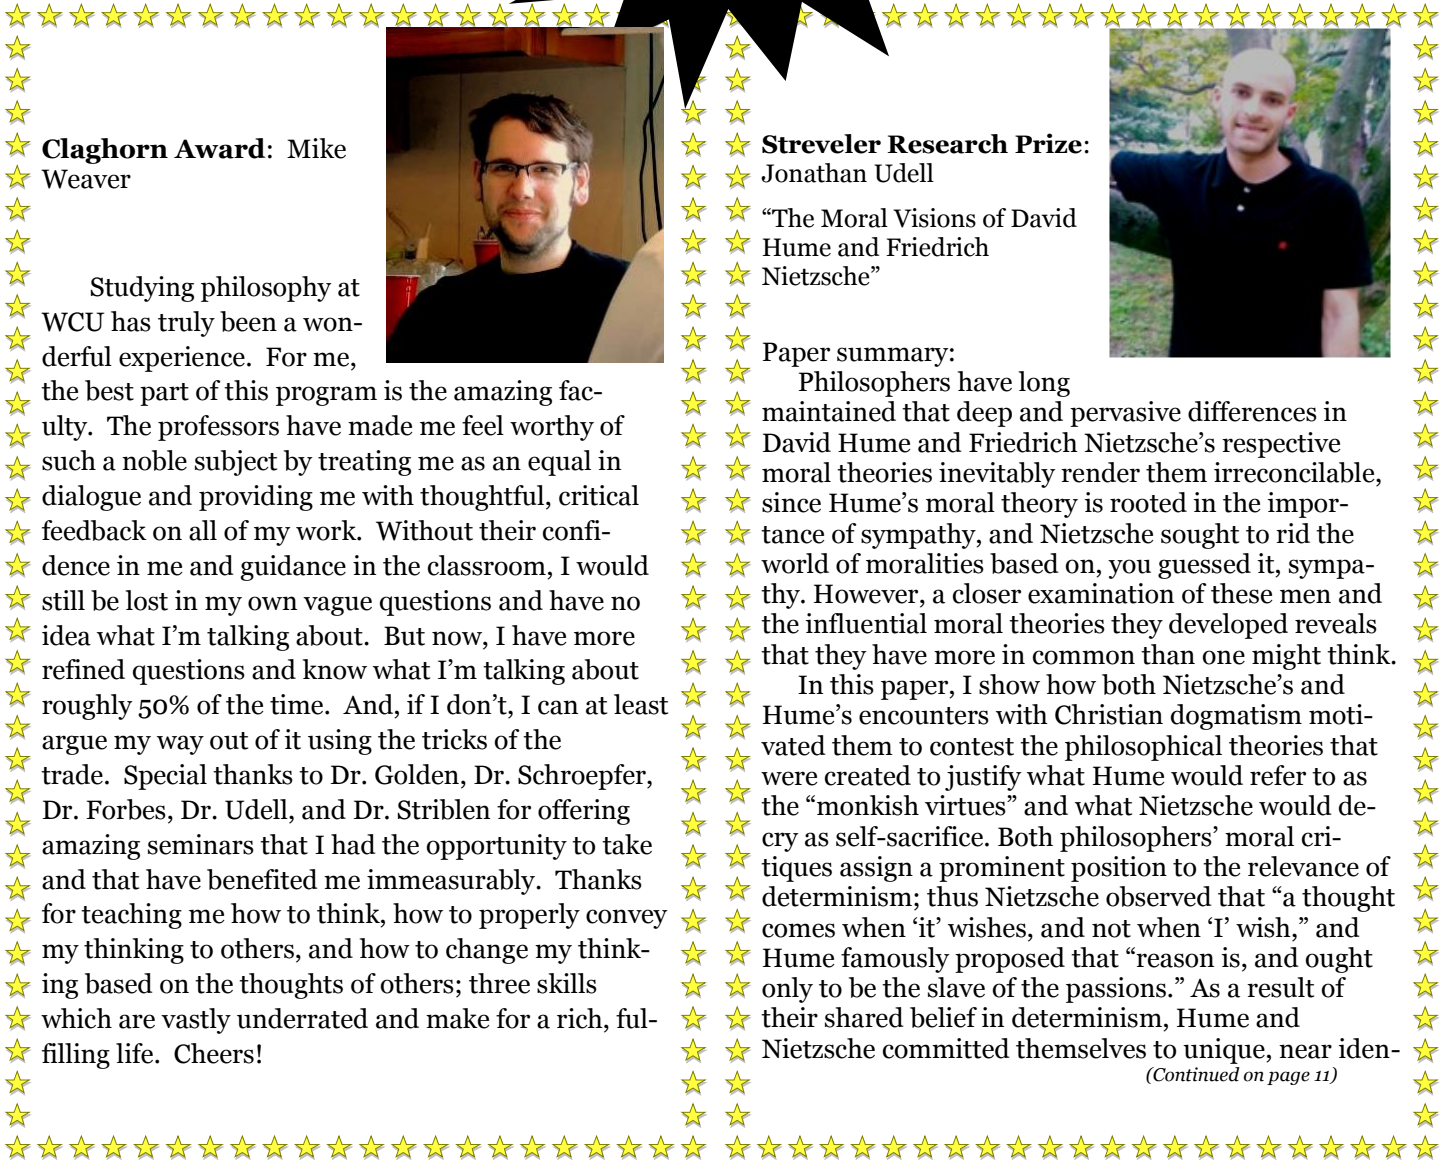 Claghorn Award:  Mike
Weaver
Studying philosophy at
WCU has truly been a won-
derful experience.  For me,
the best part of this program is the amazing fac-
ulty.  The professors have made me feel worthy of
such a noble subject by treating me as an equal in
dialogue and providing me with thoughtful, critical
feedback on all of my work.  Without their confi-
dence in me and guidance in the classroom, I would
still be lost in my own vague questions and have no
idea what I'm talking about.  But now, I have more
refined questions and know what I'm talking about
roughly 50% of the time.  And, if I don't, I can at least
argue my way out of it using the tricks of the
trade.  Special thanks to Dr. Golden, Dr. Schroepfer,
Dr. Forbes, Dr. Udell, and Dr. Striblen for offering
amazing seminars that I had the opportunity to take
and that have benefited me immeasurably.  Thanks
for teaching me how to think, how to properly convey
my thinking to others, and how to change my think-
ing based on the thoughts of others; three skills
which are vastly underrated and make for a rich, ful-
filling life.  Cheers!
Streveler Research Prize:
Jonathan Udell
“The Moral Visions of David
Hume and Friedrich
Nietzsche”
Paper summary:
Philosophers have long
maintained that deep and pervasive differences in
David Hume and Friedrich Nietzsche’s respective
moral theories inevitably render them irreconcilable,
since Hume’s moral theory is rooted in the impor-
tance of sympathy, and Nietzsche sought to rid the
world of moralities based on, you guessed it, sympa-
thy. However, a closer examination of these men and
the influential moral theories they developed reveals
that they have more in common than one might think.
In this paper, I show how both Nietzsche’s and
Hume’s encounters with Christian dogmatism moti-
vated them to contest the philosophical theories that
were created to justify what Hume would refer to as
the “monkish virtues” and what Nietzsche would de-
cry as self-sacrifice. Both philosophers’ moral cri-
tiques assign a prominent position to the relevance of
determinism; thus Nietzsche observed that “a thought
comes when ‘it’ wishes, and not when ‘I’ wish,” and
Hume famously proposed that “reason is, and ought
only to be the slave of the passions.” As a result of
their shared belief in determinism, Hume and
Nietzsche committed themselves to unique, near iden-
(Continued on page 11)